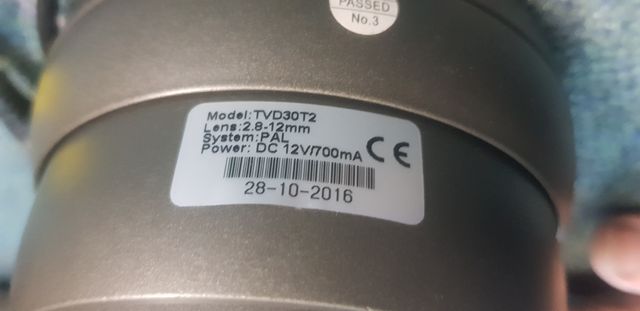 PASSED
No.3
Model:TVD30T2
Lens:2.8-12mm
System:PAL
Power: DC 12V/700mA CE
28-10-2016